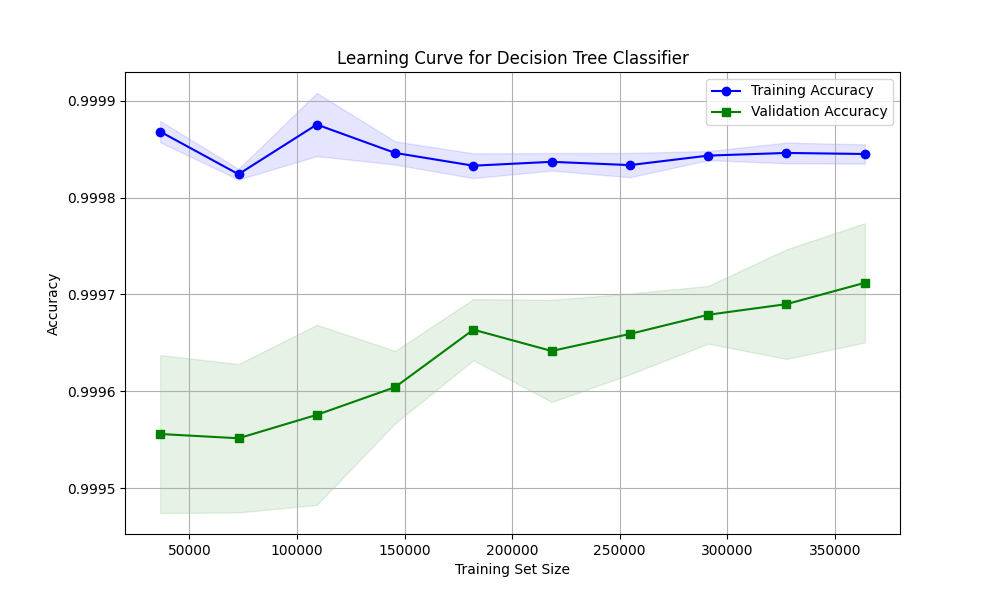 Learning Curve for Decision Tree Classifier
Training Accuracy
Validation Accuracy
0.9999
0.9998
0.9997
0.9996
0.9995
Accuracy
50000 100000 150000 200000 250000 300000 350000
Training Set Size